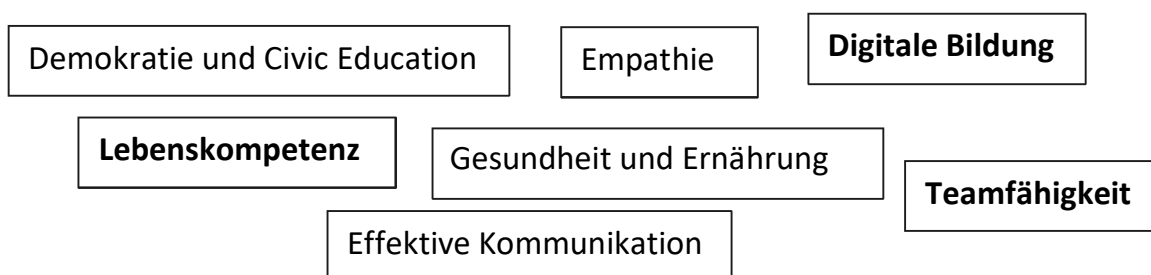 Demokratie und Civic Education
Empathie
Digitale Bildung
Lebenskompetenz
Gesundheit und Ernährung
Teamfähigkeit
Effektive Kommunikation